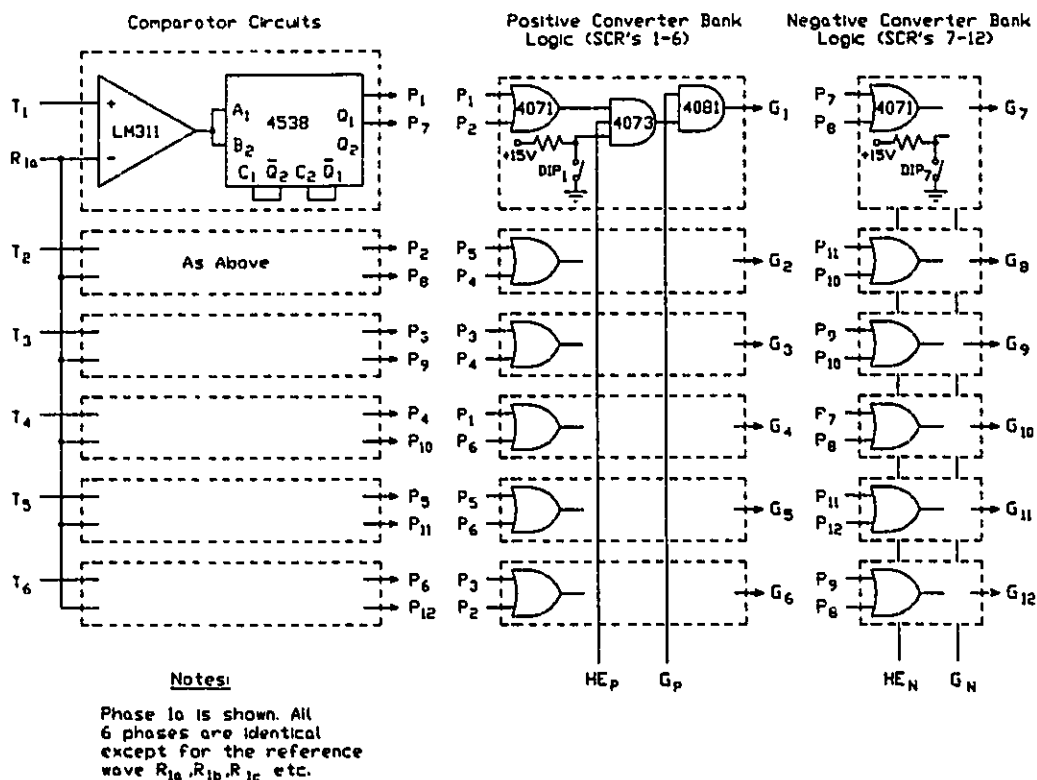 Comparator Circuits
Positive Converter Bank
Logic (SCR's 1-6)
Negative Converter Bank
Logic (SCR's 7-12)
T1
R1a
+
-
LM311
A1
B2
4538
Q1
Q2
C1 Q̅2 C2 Q̅1
P1
P7
P1
P2
4071
4073
4081
+15V
DIP1
G1
P7
P8
4071
+15V
DIP7
G7
T2
As Above
P2
P8
P5
P4
G2
P11
P10
G8
T3
P3
P9
P3
P4
G3
P9
P10
G9
T4
P4
P10
P1
P6
G4
P7
P8
G10
T5
P5
P11
P5
P6
G5
P11
P12
G11
T6
P6
P12
P3
P2
G6
P9
P8
G12
HEP GP
HEN GN
Notes:
Phase 1a is shown. All
6 phases are identical
except for the reference
wave R1a,R1b,R1c etc.